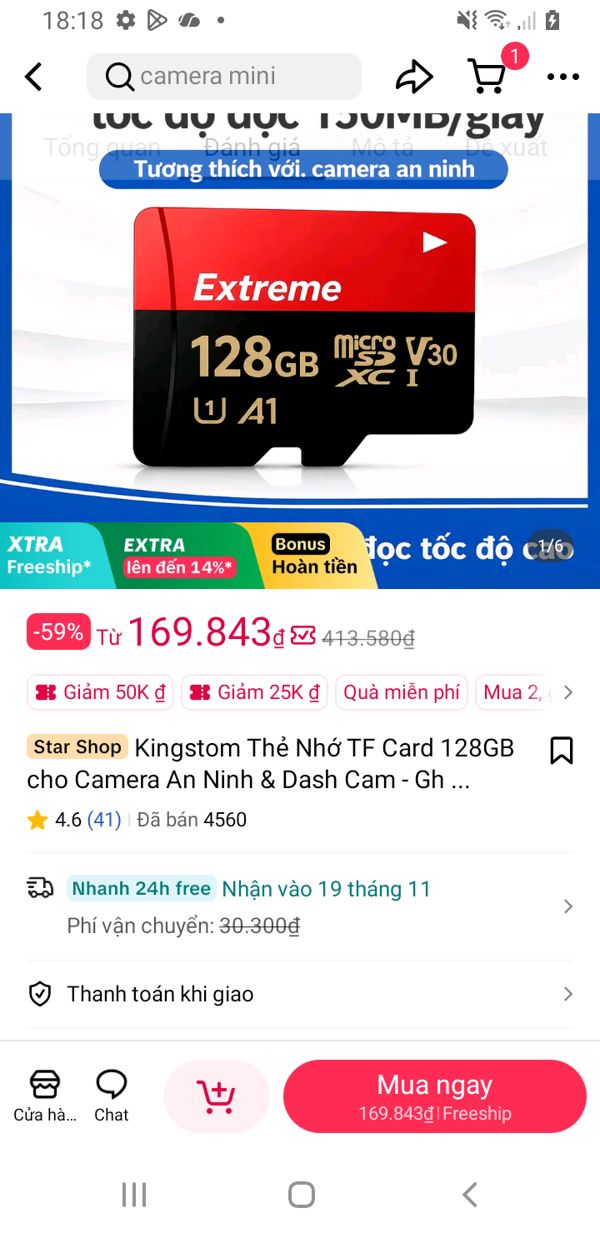 18:18
1
camera mini
tốc độ đọc 150MB/giây
Tổng quan Đánh giá Mô tả Đề xuất
Tương thích với. camera an ninh
Extreme
128GB micro SD XC I V30
1 A1
XTRA
Freeship*
EXTRA
lên đến 14%*
Bonus
Hoàn tiền
đọc tốc độ cao
1/6
-59% Từ 169.843₫ 413.580₫
Giảm 50K ₫ Giảm 25K ₫ Quà miễn phí Mua 2,
Star Shop Kingstom Thẻ Nhớ TF Card 128GB
cho Camera An Ninh & Dash Cam - Gh ...
4.6 (41) Đã bán 4560
Nhanh 24h free Nhận vào 19 tháng 11
Phí vận chuyển: 30.300₫
Thanh toán khi giao
Cửa hà... Chat
Mua ngay
169.843₫ | Freeship